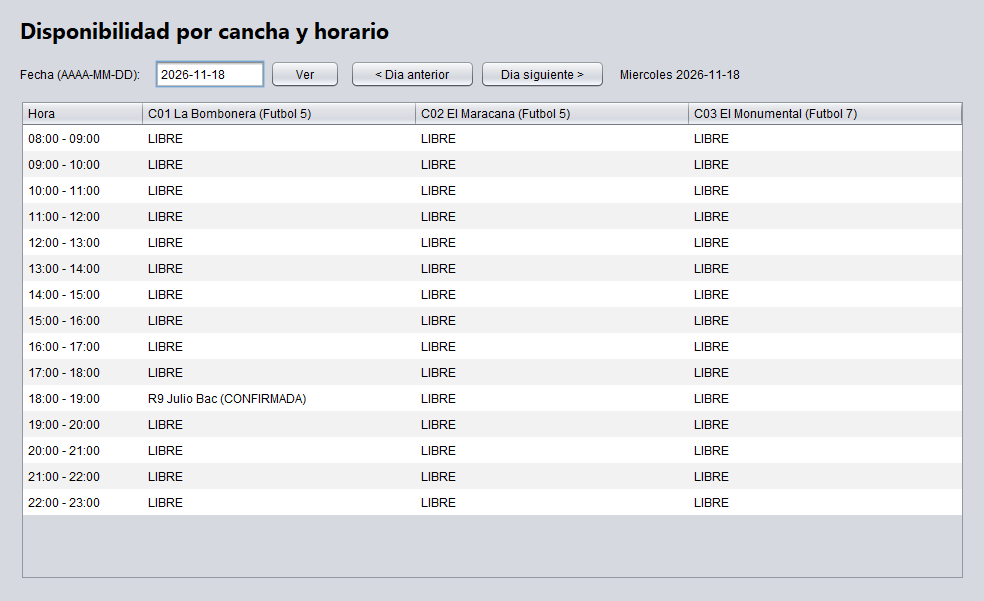 Disponibilidad por cancha y horario
Fecha (AAAA-MM-DD): 2026-11-18 Ver < Dia anterior Dia siguiente > Miercoles 2026-11-18
Hora C01 La Bombonera (Futbol 5) C02 El Maracana (Futbol 5) C03 El Monumental (Futbol 7)
08:00 - 09:00 LIBRE LIBRE LIBRE
09:00 - 10:00 LIBRE LIBRE LIBRE
10:00 - 11:00 LIBRE LIBRE LIBRE
11:00 - 12:00 LIBRE LIBRE LIBRE
12:00 - 13:00 LIBRE LIBRE LIBRE
13:00 - 14:00 LIBRE LIBRE LIBRE
14:00 - 15:00 LIBRE LIBRE LIBRE
15:00 - 16:00 LIBRE LIBRE LIBRE
16:00 - 17:00 LIBRE LIBRE LIBRE
17:00 - 18:00 LIBRE LIBRE LIBRE
18:00 - 19:00 R9 Julio Bac (CONFIRMADA) LIBRE LIBRE
19:00 - 20:00 LIBRE LIBRE LIBRE
20:00 - 21:00 LIBRE LIBRE LIBRE
21:00 - 22:00 LIBRE LIBRE LIBRE
22:00 - 23:00 LIBRE LIBRE LIBRE